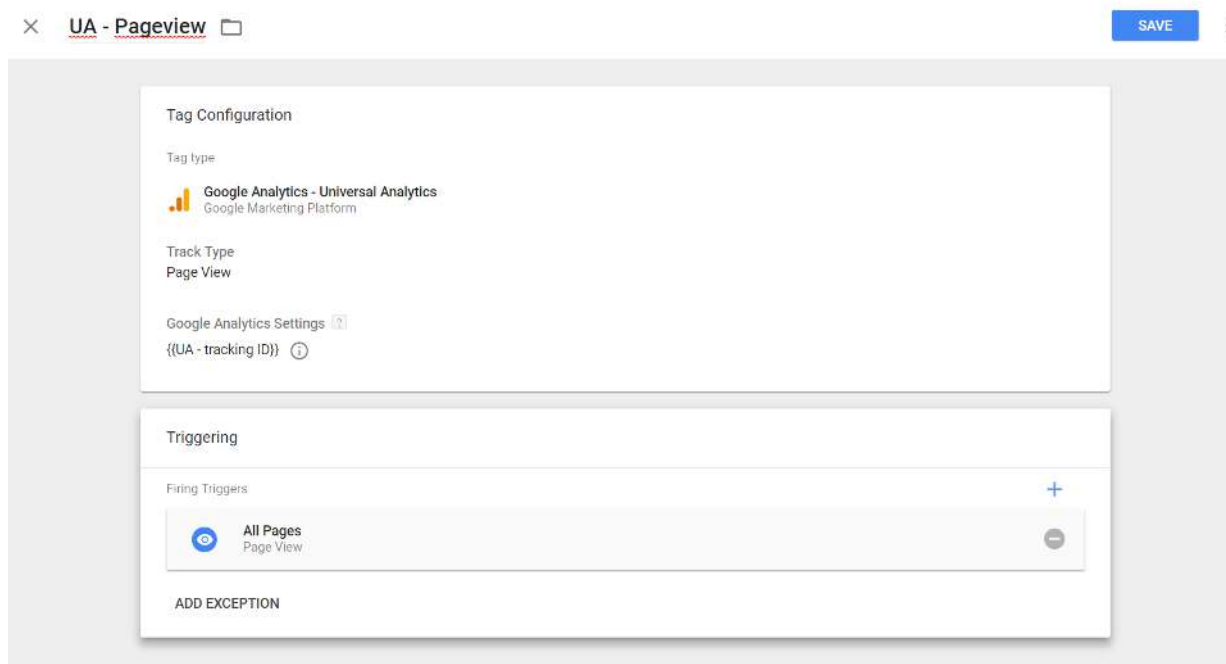 UA - Pageview
SAVE
Tag Configuration
Tag type
Google Analytics - Universal Analytics
Google Marketing Platform
Track Type
Page View
Google Analytics Settings ?
{{UA - tracking ID}}
Triggering
Firing Triggers
All Pages
Page View
ADD EXCEPTION